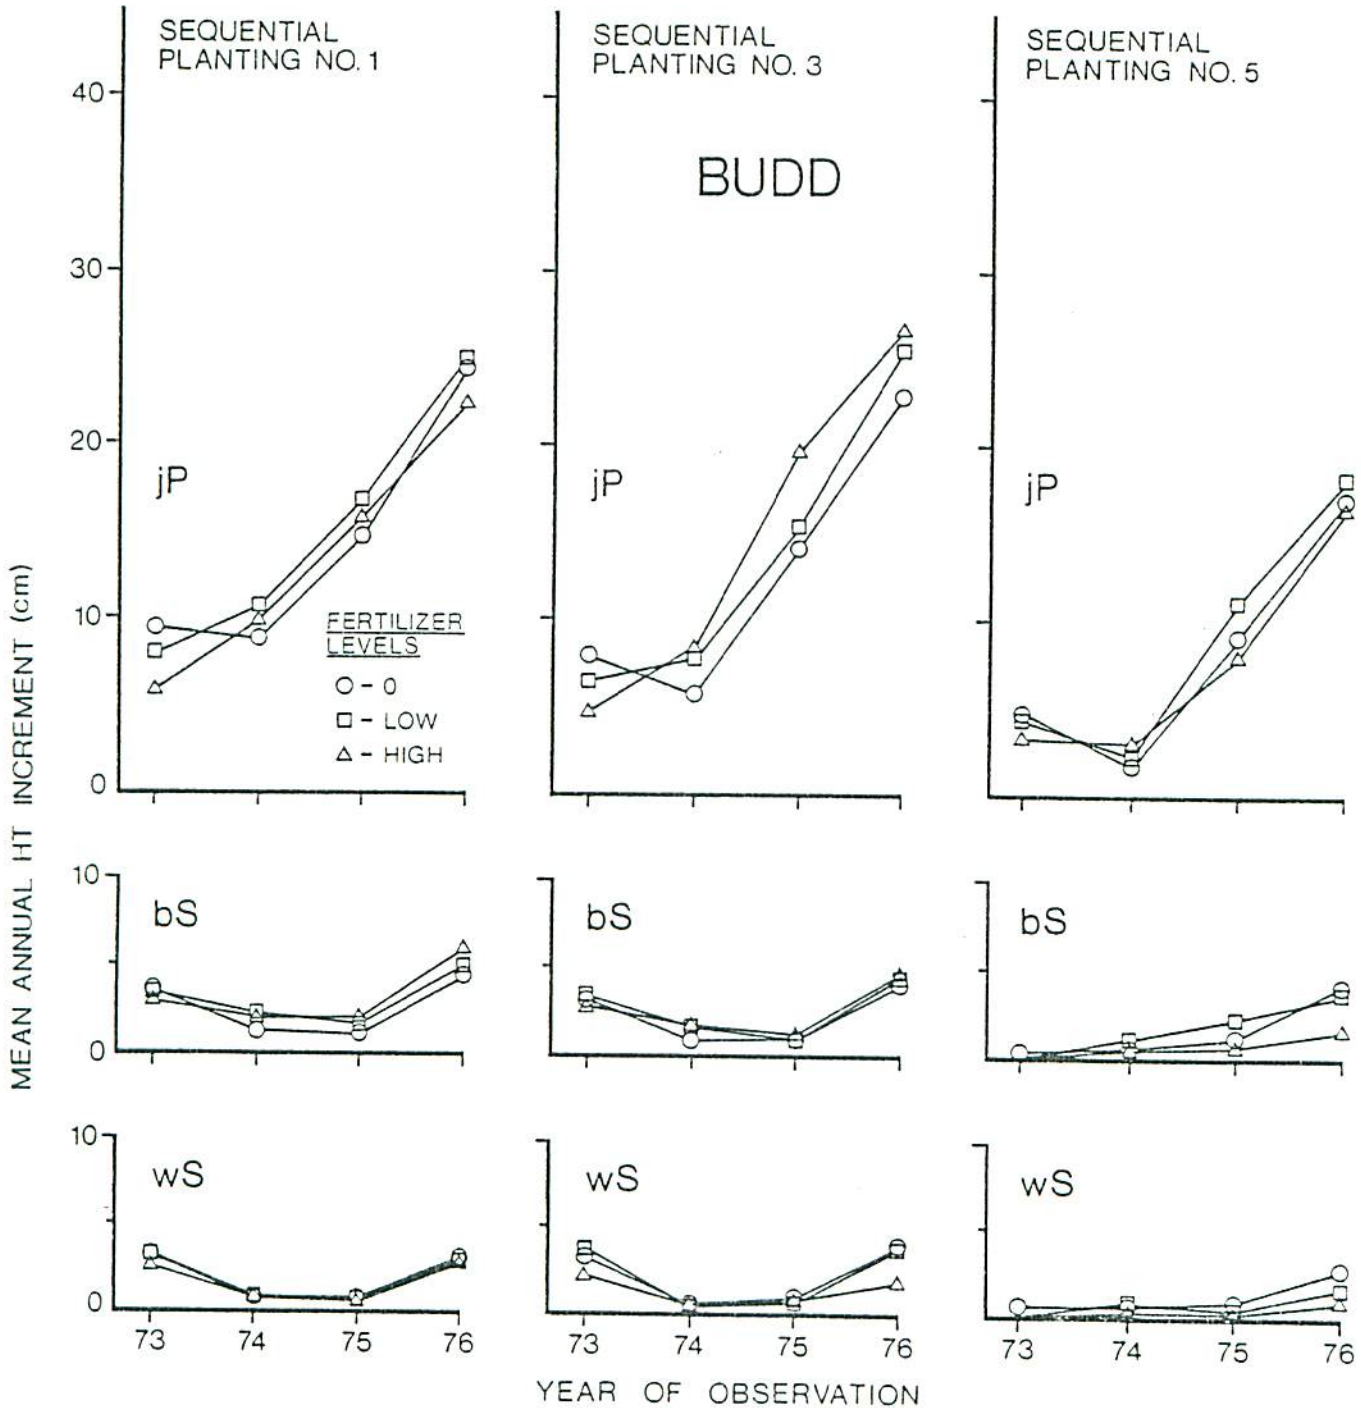 SEQUENTIAL
PLANTING NO. 1
SEQUENTIAL
PLANTING NO. 3
SEQUENTIAL
PLANTING NO. 5
BUDD
40
30
20
10
0
jP
jP
jP
FERTILIZER
LEVELS
○ - 0
□ - LOW
△ - HIGH
MEAN ANNUAL HT INCREMENT (cm)
10
0
bS
bS
bS
10
0
wS
wS
wS
73 74 75 76
73 74 75 76
73 74 75 76
YEAR OF OBSERVATION